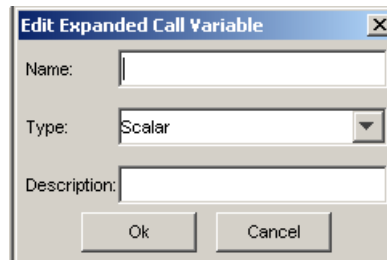 Edit Expanded Call Variable
Name:
Type: Scalar
Description:
Ok Cancel